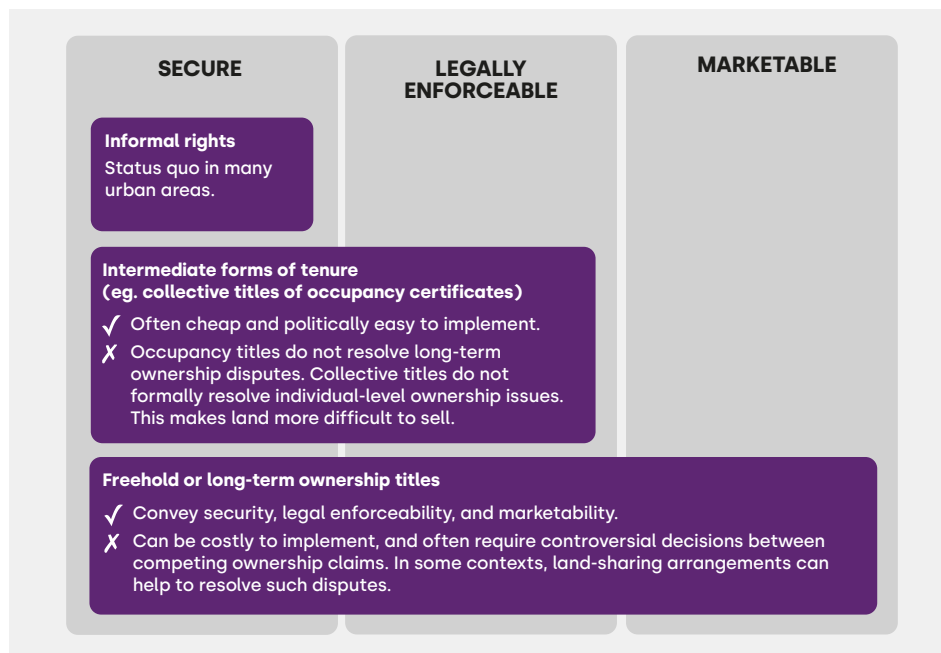 SECURE
LEGALLY
ENFORCEABLE
MARKETABLE
Informal rights
Status quo in many
urban areas.
Intermediate forms of tenure
(eg. collective titles of occupancy certificates)
✓ Often cheap and politically easy to implement.
✗ Occupancy titles do not resolve long-term
ownership disputes. Collective titles do not
formally resolve individual-level ownership issues.
This makes land more difficult to sell.
Freehold or long-term ownership titles
✓ Convey security, legal enforceability, and marketability.
✗ Can be costly to implement, and often require controversial decisions between
competing ownership claims. In some contexts, land-sharing arrangements can
help to resolve such disputes.